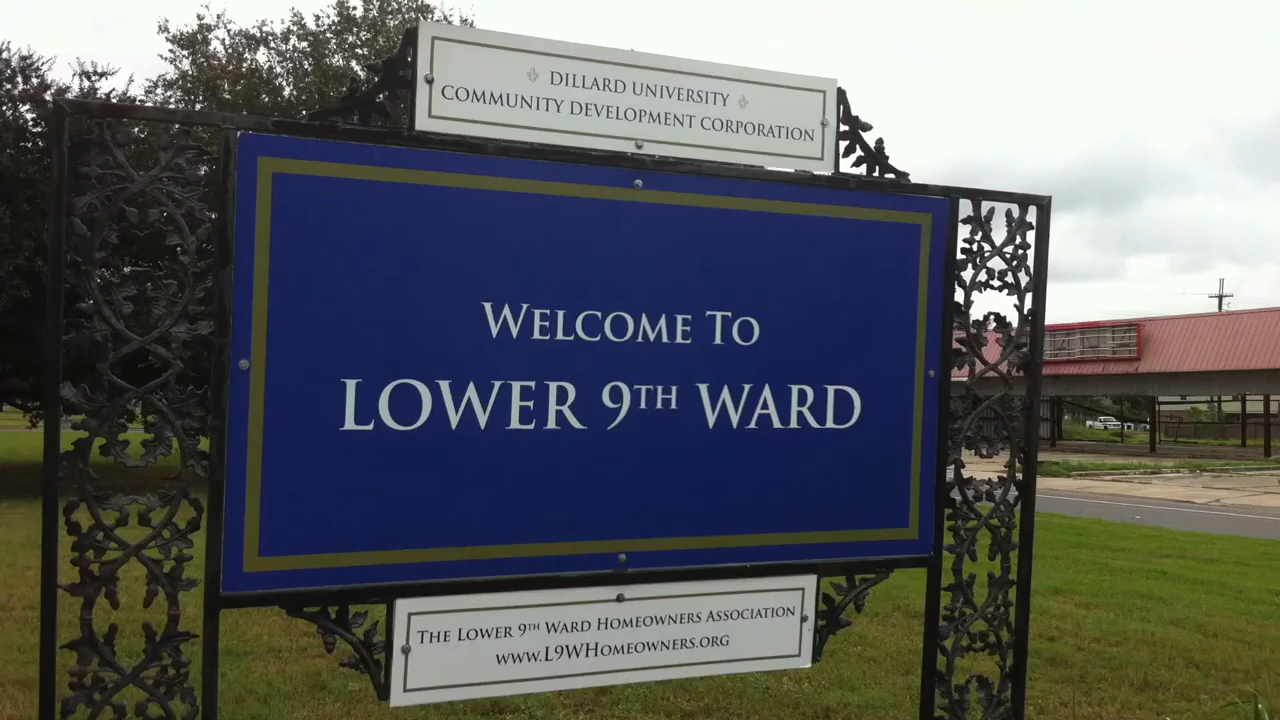 DILLARD UNIVERSITY
COMMUNITY DEVELOPMENT CORPORATION
WELCOME TO
LOWER 9TH WARD
THE LOWER 9TH WARD HOMEOWNERS ASSOCIATION
WWW.L9WHOMEOWNERS.ORG